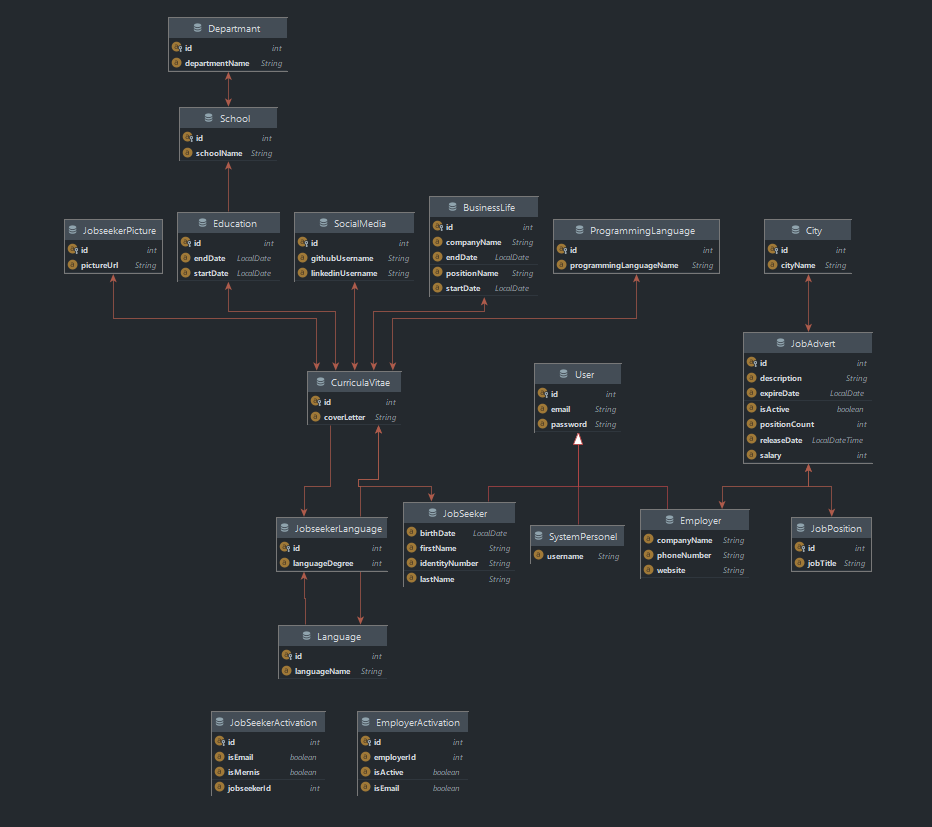 Departmant
id int
departmentName String
School
id int
schoolName String
JobseekerPicture
id int
pictureUrl String
Education
id int
endDate LocalDate
startDate LocalDate
SocialMedia
id int
githubUsername String
linkedinUsername String
BusinessLife
id int
companyName String
endDate LocalDate
positionName String
startDate LocalDate
ProgrammingLanguage
id int
programmingLanguageName String
City
id int
cityName String
JobAdvert
id int
description String
expireDate LocalDate
isActive boolean
positionCount int
releaseDate LocalDateTime
salary int
CurriculaVitae
id int
coverLetter String
User
id int
email String
password String
JobseekerLanguage
id int
languageDegree int
JobSeeker
birthDate LocalDate
firstName String
identityNumber String
lastName String
SystemPersonel
username String
Employer
companyName String
phoneNumber String
website String
JobPosition
id int
jobTitle String
Language
id int
languageName String
JobSeekerActivation
id int
isEmail boolean
isMernis boolean
jobseekerId int
EmployerActivation
id int
employerId int
isActive boolean
isEmail boolean